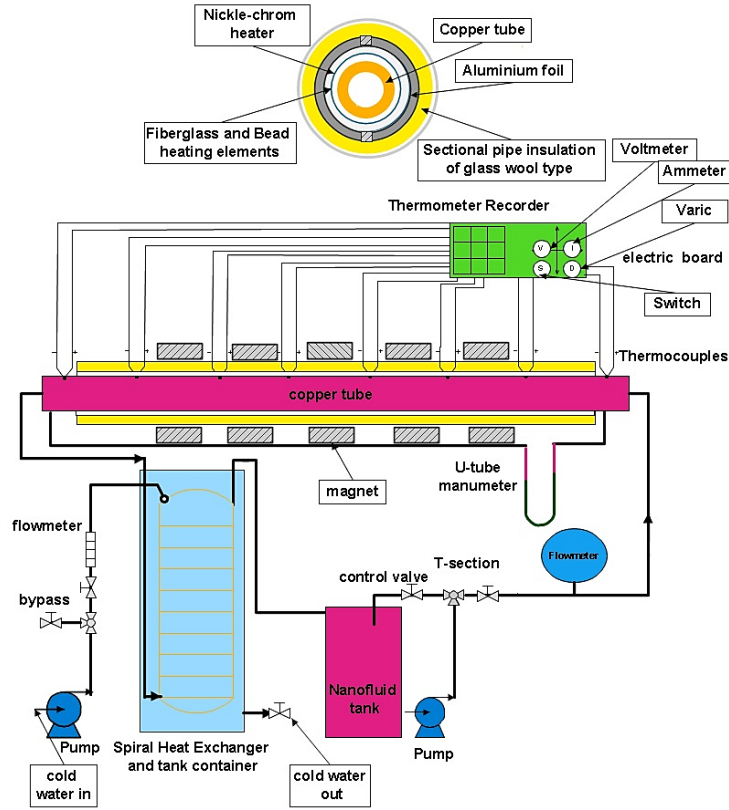 Nickle-chrom
heater
Copper tube
Aluminium foil
Fiberglass and Bead
heating elements
Sectional pipe insulation
of glass wool type
Voltmeter
Ammeter
Varic
Thermometer Recorder
V
I
S
D
electric board
Switch
- + - + - + - + - + - + - + - +
Thermocouples
copper tube
magnet
U-tube
manumeter
flowmeter
Flowmeter
T-section
control valve
bypass
Nanofluid
tank
Pump
Pump
Spiral Heat Exchanger
and tank container
cold
water in
cold water
out